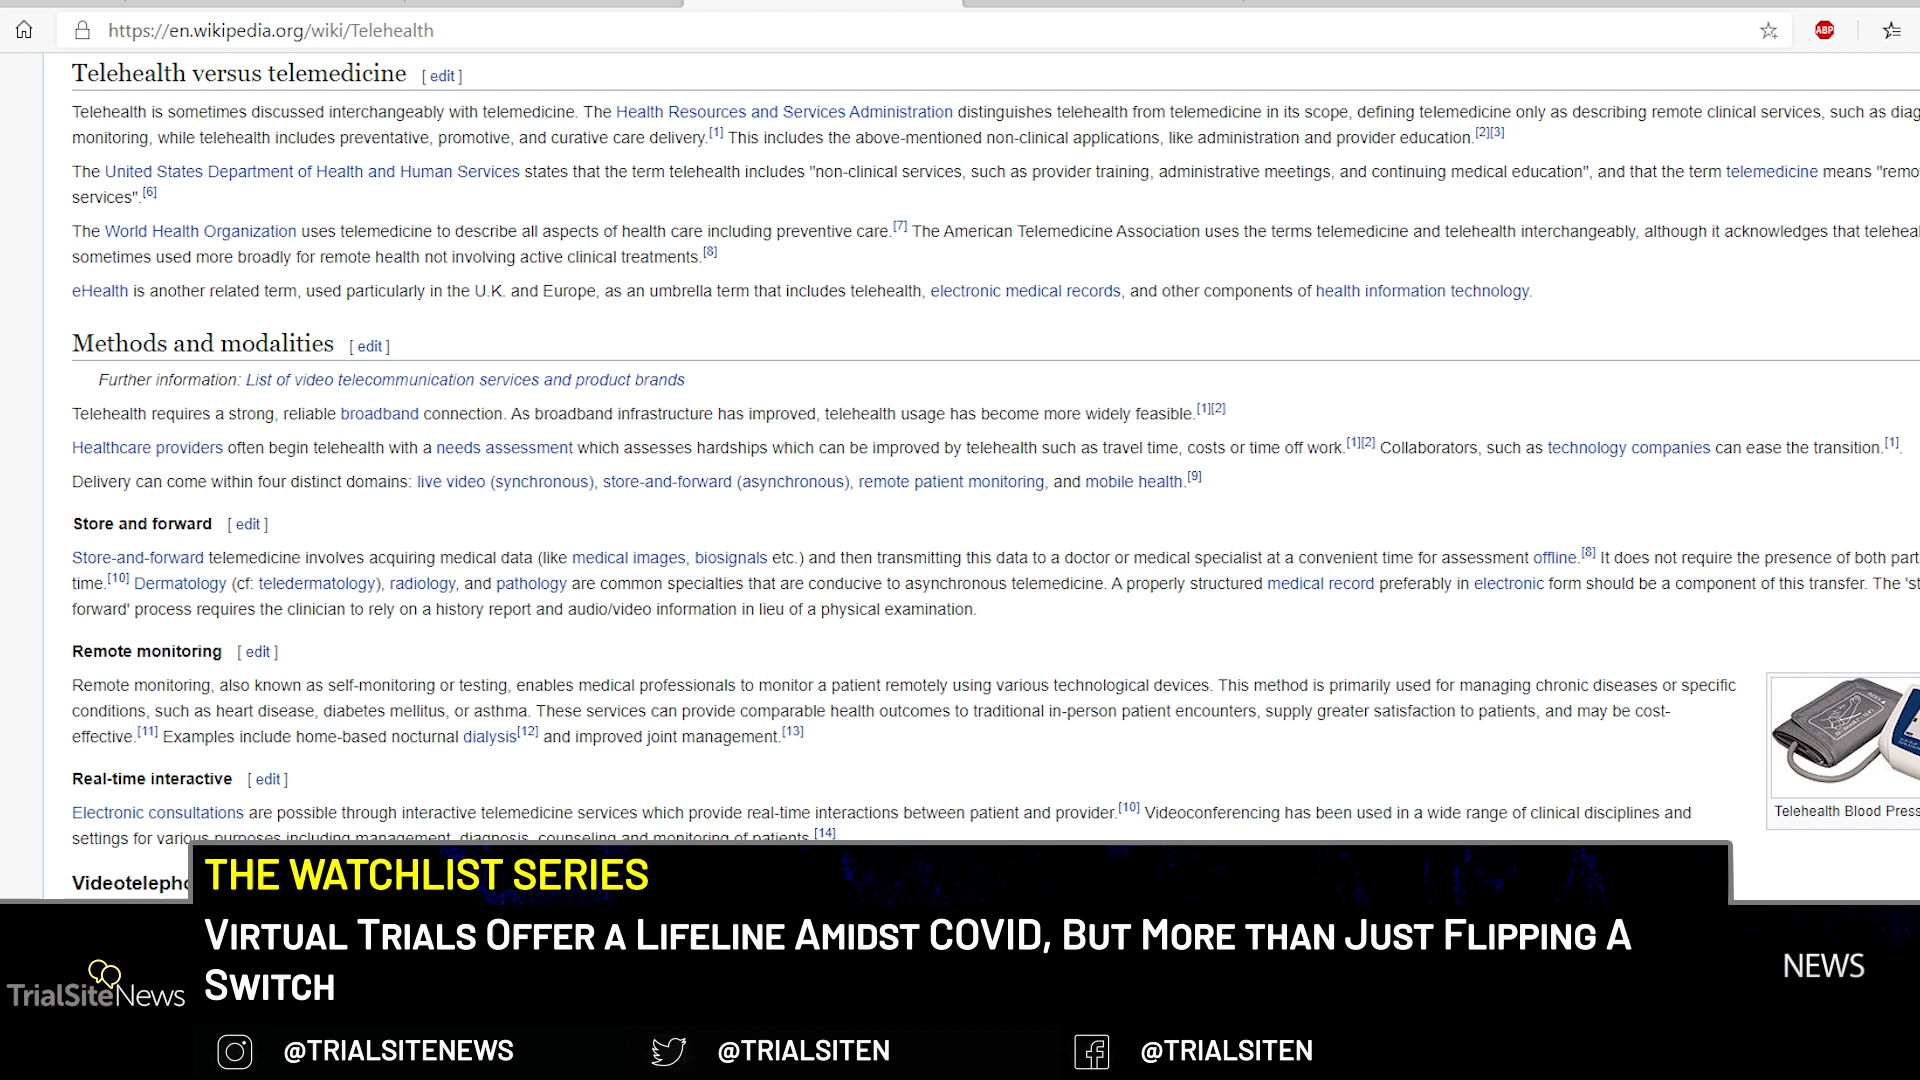 https://en.wikipedia.org/wiki/Telehealth
ABP
Telehealth versus telemedicine [ edit ]
Telehealth is sometimes discussed interchangeably with telemedicine. The Health Resources and Services Administration distinguishes telehealth from telemedicine in its scope, defining telemedicine only as describing remote clinical services, such as diag
monitoring, while telehealth includes preventative, promotive, and curative care delivery.[1] This includes the above-mentioned non-clinical applications, like administration and provider education.[2][3]
The United States Department of Health and Human Services states that the term telehealth includes "non-clinical services, such as provider training, administrative meetings, and continuing medical education", and that the term telemedicine means "remo
services".[6]
The World Health Organization uses telemedicine to describe all aspects of health care including preventive care.[7] The American Telemedicine Association uses the terms telemedicine and telehealth interchangeably, although it acknowledges that teleheal
sometimes used more broadly for remote health not involving active clinical treatments.[8]
eHealth is another related term, used particularly in the U.K. and Europe, as an umbrella term that includes telehealth, electronic medical records, and other components of health information technology.
Methods and modalities [ edit ]
Further information: List of video telecommunication services and product brands
Telehealth requires a strong, reliable broadband connection. As broadband infrastructure has improved, telehealth usage has become more widely feasible.[1][2]
Healthcare providers often begin telehealth with a needs assessment which assesses hardships which can be improved by telehealth such as travel time, costs or time off work.[1][2] Collaborators, such as technology companies can ease the transition.[1].
Delivery can come within four distinct domains: live video (synchronous), store-and-forward (asynchronous), remote patient monitoring, and mobile health.[9]
Store and forward [ edit ]
Store-and-forward telemedicine involves acquiring medical data (like medical images, biosignals etc.) and then transmitting this data to a doctor or medical specialist at a convenient time for assessment offline.[8] It does not require the presence of both part
time.[10] Dermatology (cf: teledermatology), radiology, and pathology are common specialties that are conducive to asynchronous telemedicine. A properly structured medical record preferably in electronic form should be a component of this transfer. The 'st
forward' process requires the clinician to rely on a history report and audio/video information in lieu of a physical examination.
Remote monitoring [ edit ]
Remote monitoring, also known as self-monitoring or testing, enables medical professionals to monitor a patient remotely using various technological devices. This method is primarily used for managing chronic diseases or specific
conditions, such as heart disease, diabetes mellitus, or asthma. These services can provide comparable health outcomes to traditional in-person patient encounters, supply greater satisfaction to patients, and may be cost-
effective.[11] Examples include home-based nocturnal dialysis[12] and improved joint management.[13]
Real-time interactive [ edit ]
Electronic consultations are possible through interactive telemedicine services which provide real-time interactions between patient and provider.[10] Videoconferencing has been used in a wide range of clinical disciplines and
settings for various purposes including management, diagnosis, counseling and monitoring of patients.[14]
Telehealth Blood Press
Videotelepho
THE WATCHLIST SERIES
VIRTUAL TRIALS OFFER A LIFELINE AMIDST COVID, BUT MORE THAN JUST FLIPPING A
SWITCH
TrialSiteNews
NEWS
@TRIALSITENEWS
@TRIALSITEN
@TRIALSITEN